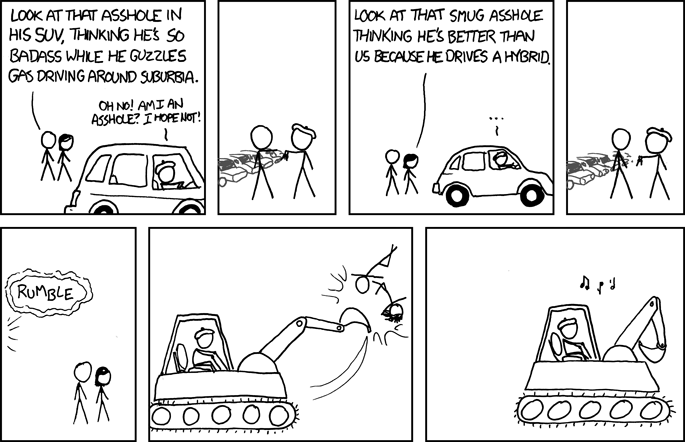 LOOK AT THAT ASSHOLE IN
HIS SUV, THINKING HE'S SO
BADASS WHILE HE GUZZLES
GAS DRIVING AROUND SUBURBIA.
OH NO! AM I AN
ASSHOLE? I HOPE NOT!
LOOK AT THAT SMUG ASSHOLE
THINKING HE'S BETTER THAN
US BECAUSE HE DRIVES A HYBRID.
...
RUMBLE